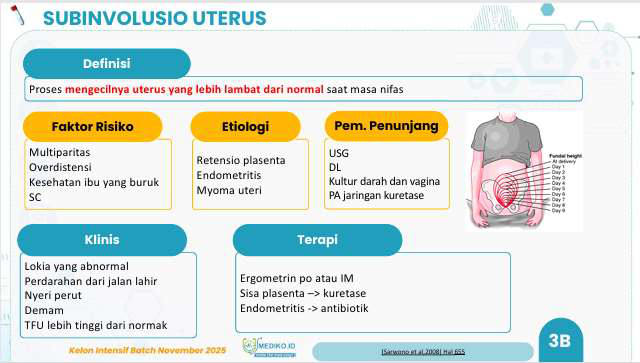 SUBINVOLUSIO UTERUS
Definisi
Proses mengecilnya uterus yang lebih lambat dari normal saat masa nifas
Faktor Risiko
Multiparitas
Overdistensi
Kesehatan ibu yang buruk
SC
Etiologi
Retensio plasenta
Endometritis
Myoma uteri
Pem. Penunjang
USG
DL
Kultur darah dan vagina
PA jaringan kuretase
Fundal height
At delivery
Day 1
Day 2
Day 3
Day 4
Day 5
Day 6
Day 7
Day 8
Day 9
Klinis
Lokia yang abnormal
Perdarahan dari jalan lahir
Nyeri perut
Demam
TFU lebih tinggi dari normak
Terapi
Ergometrin po atau IM
Sisa plasenta –> kuretase
Endometritis -> antibiotik
Kelon Intensif Batch November 2025
MEDIKO.ID
(Sarwono et al,2008) Hal 655
3B